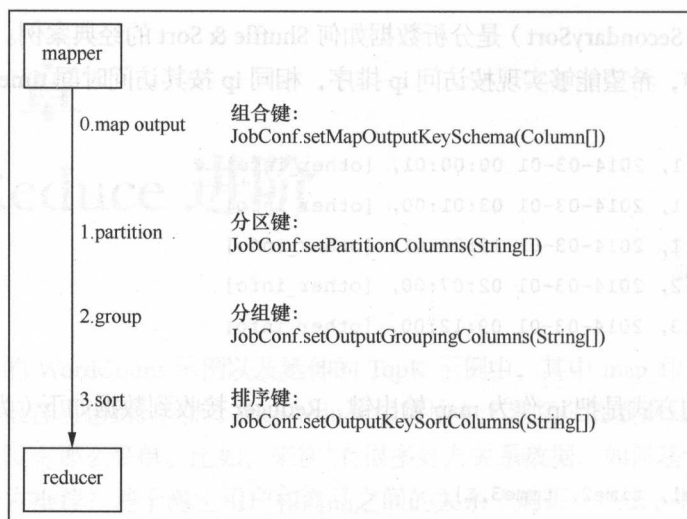 mapper
0.map output
组合键：
JobConf.setMapOutputKeySchema(Column[])
1.partition
分区键：
JobConf.setPartitionColumns(String[])
2.group
分组键：
JobConf.setOutputGroupingColumns(String[])
3.sort
排序键：
JobConf.setOutputKeySortColumns(String[])
reducer